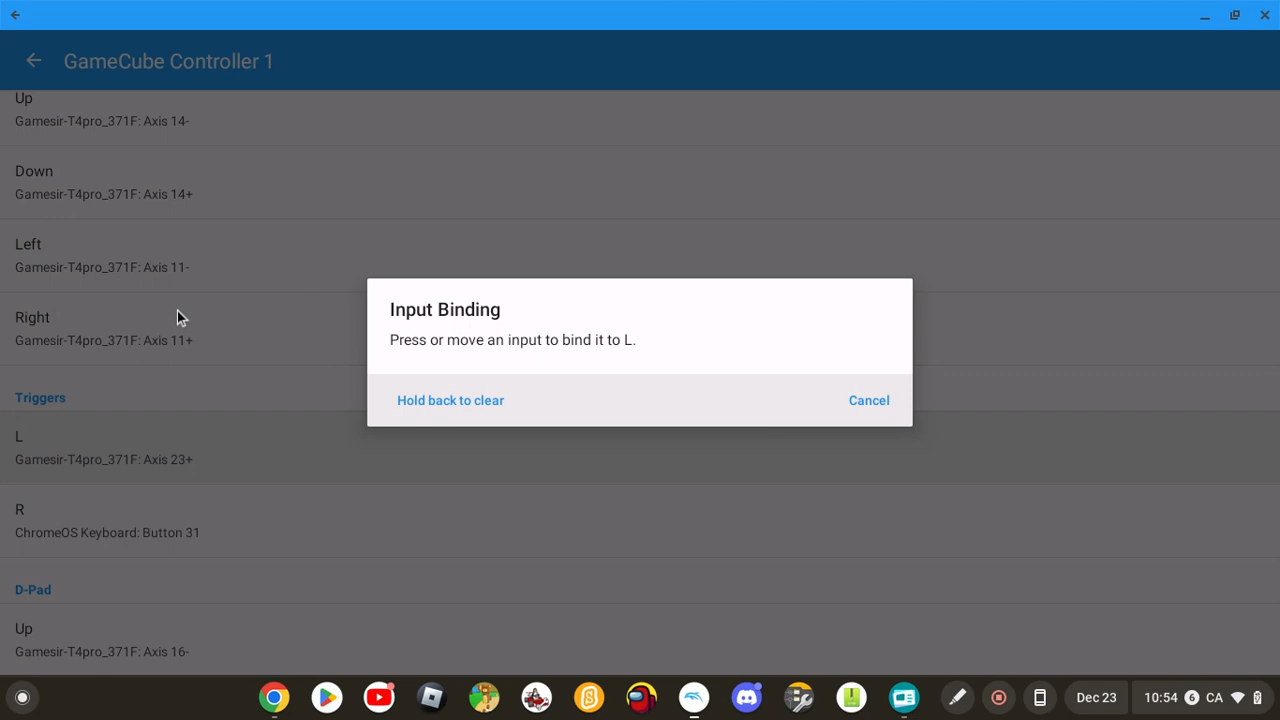 GameCube Controller 1
Up
Gamesir-T4pro_371F: Axis 14-
Down
Gamesir-T4pro_371F: Axis 14+
Left
Gamesir-T4pro_371F: Axis 11-
Right
Gamesir-T4pro_371F: Axis 11+
Input Binding
Press or move an input to bind it to L.
Hold back to clear
Cancel
Triggers
L
Gamesir-T4pro_371F: Axis 23+
R
ChromeOS Keyboard: Button 31
D-Pad
Up
Gamesir-T4pro_371F: Axis 16-
Dec 23
10:54 6 CA